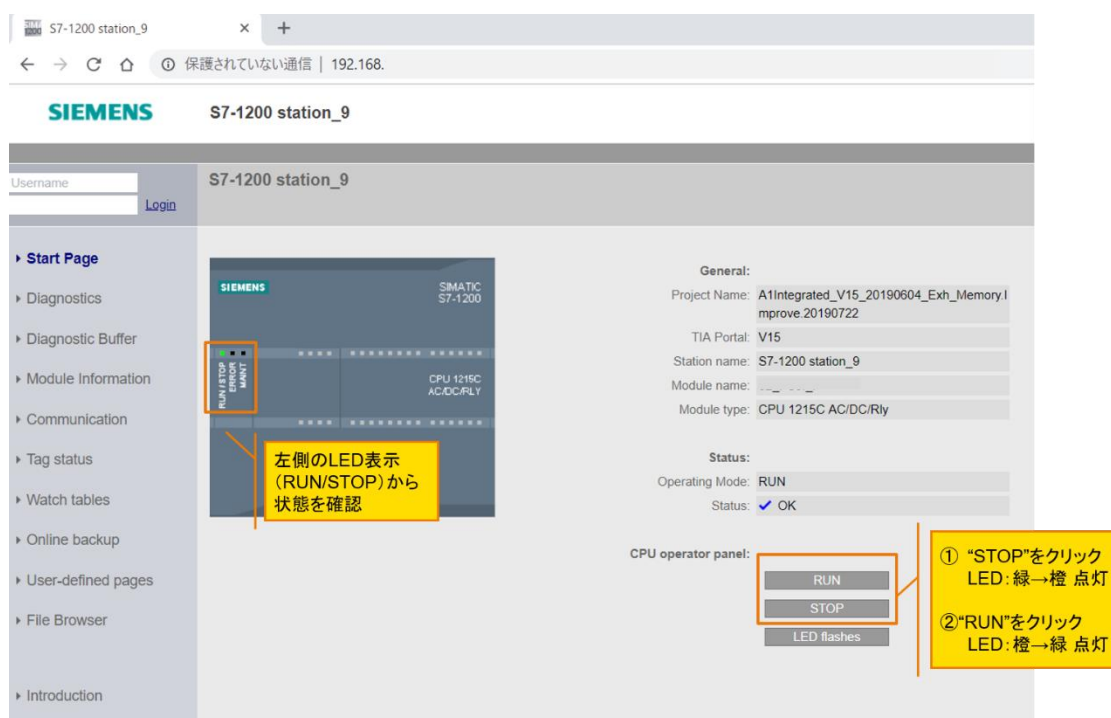 S7-1200 station_9
保護されていない通信 | 192.168.
SIEMENS
S7-1200 station_9
Username
Login
S7-1200 station_9
Start Page
Diagnostics
Diagnostic Buffer
Module Information
Communication
Tag status
Watch tables
Online backup
User-defined pages
File Browser
Introduction
SIEMENS
SIMATIC
S7-1200
RUN / STOP
ERROR
MAINT
CPU 1215C
AC/DC/RLY
左側のLED表示
(RUN/STOP)から
状態を確認
General:
Project Name: A1Integrated_V15_20190604_Exh_Memory.I
mprove.20190722
TIA Portal: V15
Station name: S7-1200 station_9
Module name:
Module type: CPU 1215C AC/DC/Rly
Status:
Operating Mode: RUN
Status: ✓ OK
CPU operator panel:
RUN
STOP
LED flashes
① “STOP”をクリック
LED:緑→橙 点灯
②“RUN”をクリック
LED:橙→緑 点灯